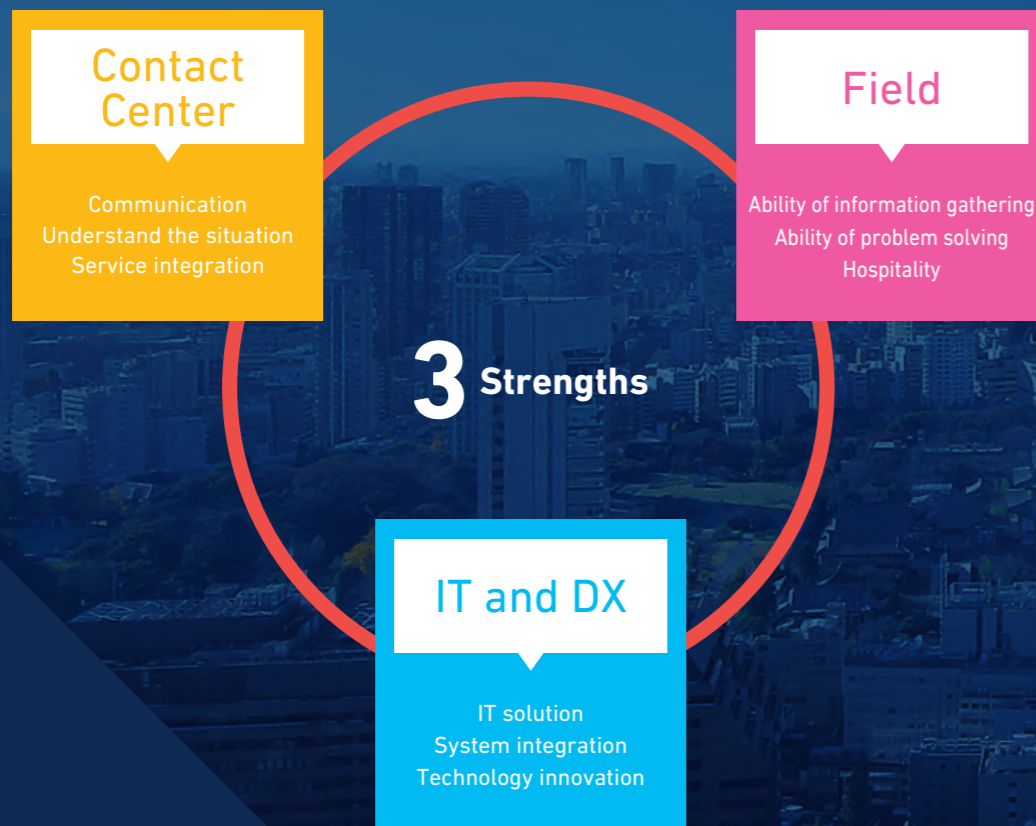 Contact
Center
Communication
Understand the situation
Service integration
Field
Ability of information gathering
Ability of problem solving
Hospitality
3 Strengths
IT and DX
IT solution
System integration
Technology innovation